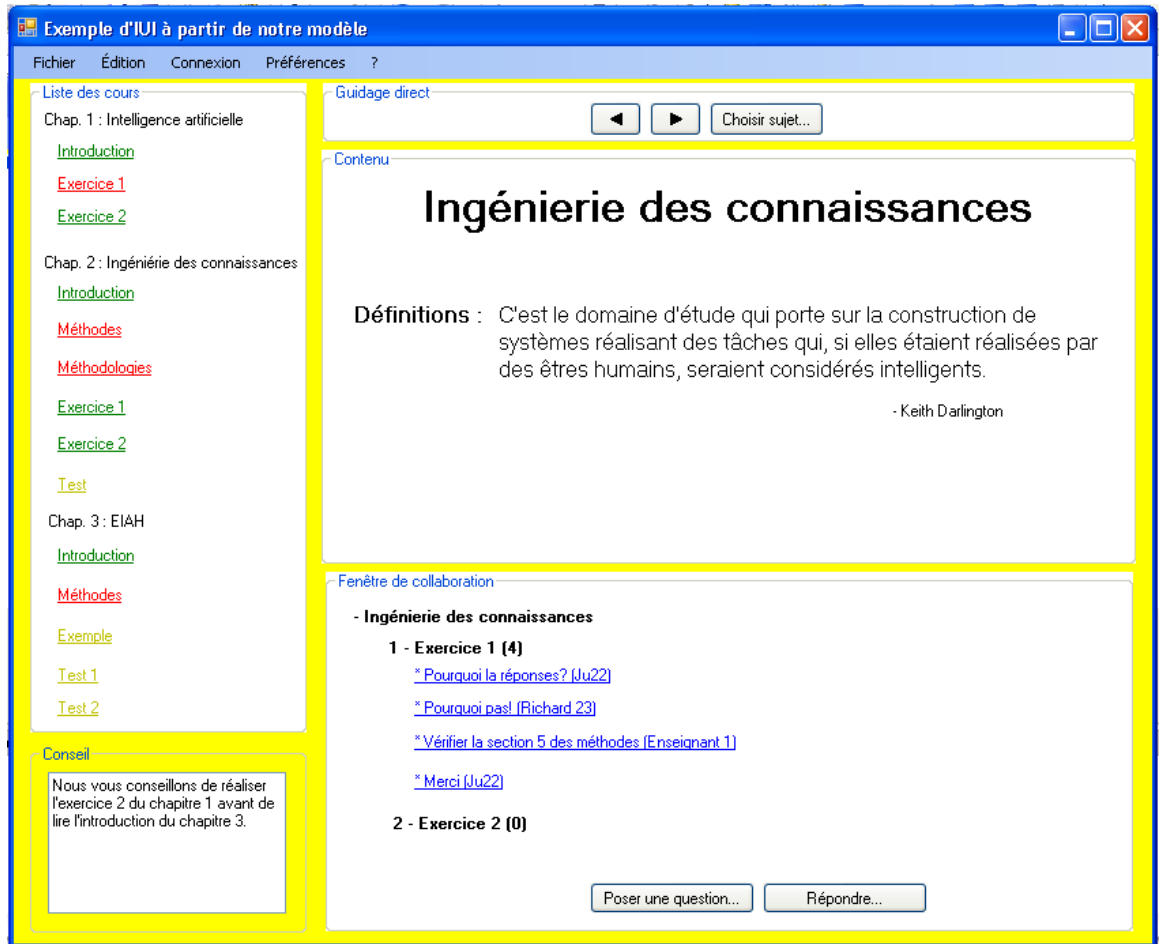 Exemple d'IUI à partir de notre modèle
Fichier Édition Connexion Préférences ?
Liste des cours
Chap. 1 : Intelligence artificielle
Introduction
Exercice 1
Exercice 2
Chap. 2 : Ingéniérie des connaissances
Introduction
Méthodes
Méthodologies
Exercice 1
Exercice 2
Test
Chap. 3 : EIAH
Introduction
Méthodes
Exemple
Test 1
Test 2
Conseil
Nous vous conseillons de réaliser
l'exercice 2 du chapitre 1 avant de
lire l'introduction du chapitre 3.
Guidage direct
Choisir sujet...
Contenu
Ingénierie des connaissances
Définitions : C'est le domaine d'étude qui porte sur la construction de
systèmes réalisant des tâches qui, si elles étaient réalisées par
des êtres humains, seraient considérés intelligents.
- Keith Darlington
Fenêtre de collaboration
- Ingénierie des connaissances
1 - Exercice 1 (4)
* Pourquoi la réponses? (Ju22)
* Pourquoi pas! (Richard 23)
* Vérifier la section 5 des méthodes (Enseignant 1)
* Merci (Ju22)
2 - Exercice 2 (0)
Poser une question... Répondre...